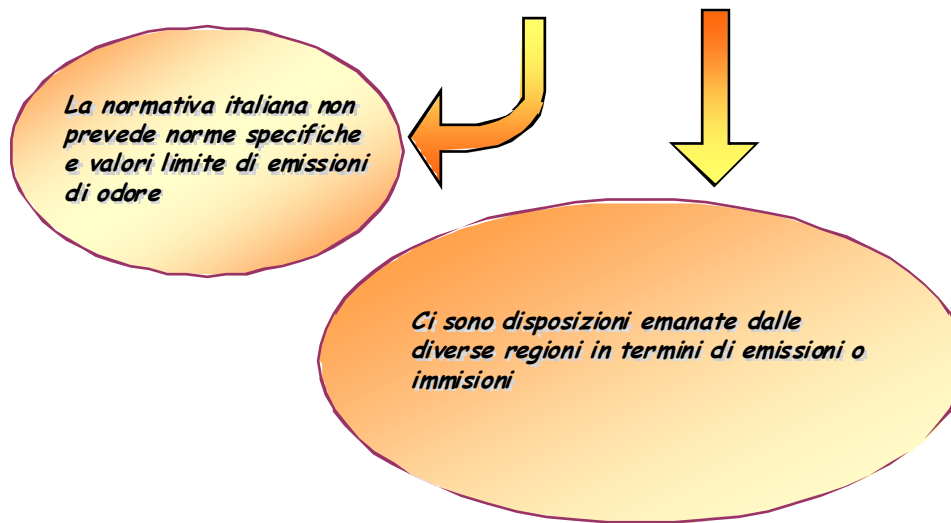 La normativa italiana non
prevede norme specifiche
e valori limite di emissioni
di odore
Ci sono disposizioni emanate dalle
diverse regioni in termini di emissioni o
immisioni